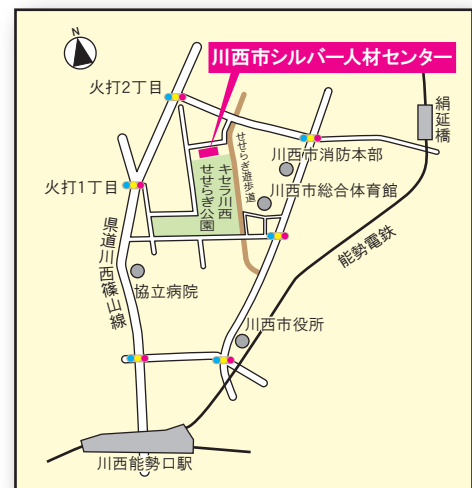 N
川西市シルバー人材センター
火打2丁目
絹延橋
川西市消防本部
せせらぎ遊歩道
キセラ川西
せせらぎ公園
火打1丁目
川西市総合体育館
県道川西篠山線
能勢電鉄
協立病院
川西市役所
川西能勢口駅